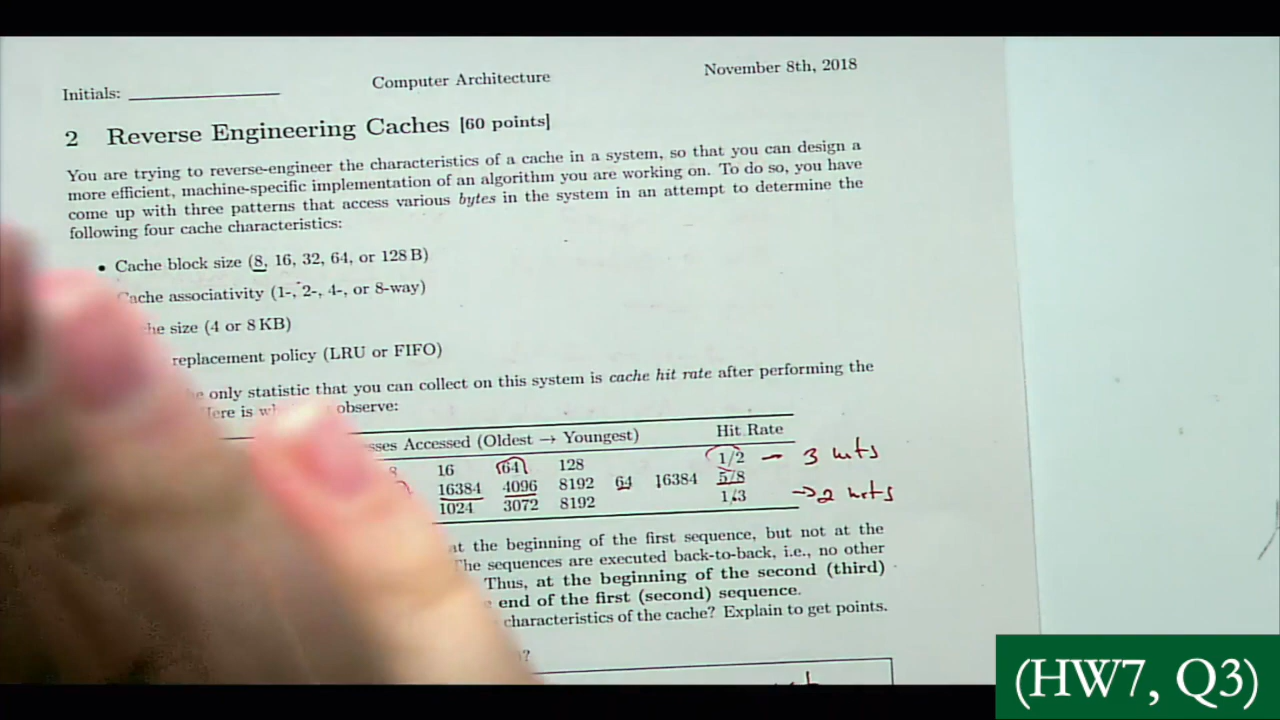 Initials:
Computer Architecture
November 8th, 2018
2 Reverse Engineering Caches [60 points]
You are trying to reverse-engineer the characteristics of a cache in a system, so that you can design a
more efficient, machine-specific implementation of an algorithm you are working on. To do so, you have
come up with three patterns that access various bytes in the system in an attempt to determine the
following four cache characteristics:
• Cache block size (8, 16, 32, 64, or 128 B)
Cache associativity (1-, 2-, 4-, or 8-way)
he size (4 or 8 KB)
replacement policy (LRU or FIFO)
only statistic that you can collect on this system is cache hit rate after performing the
Here is observe:
sses Accessed (Oldest → Youngest) Hit Rate
8 16 64 128 1/2 → 3 hits
16384 4096 8192 64 16384 5/8
1024 3072 8192 1/3 → 2 hits
at the beginning of the first sequence, but not at the
The sequences are executed back-to-back, i.e., no other
Thus, at the beginning of the second (third)
end of the first (second) sequence.
characteristics of the cache? Explain to get points.
?
(HW7, Q3)